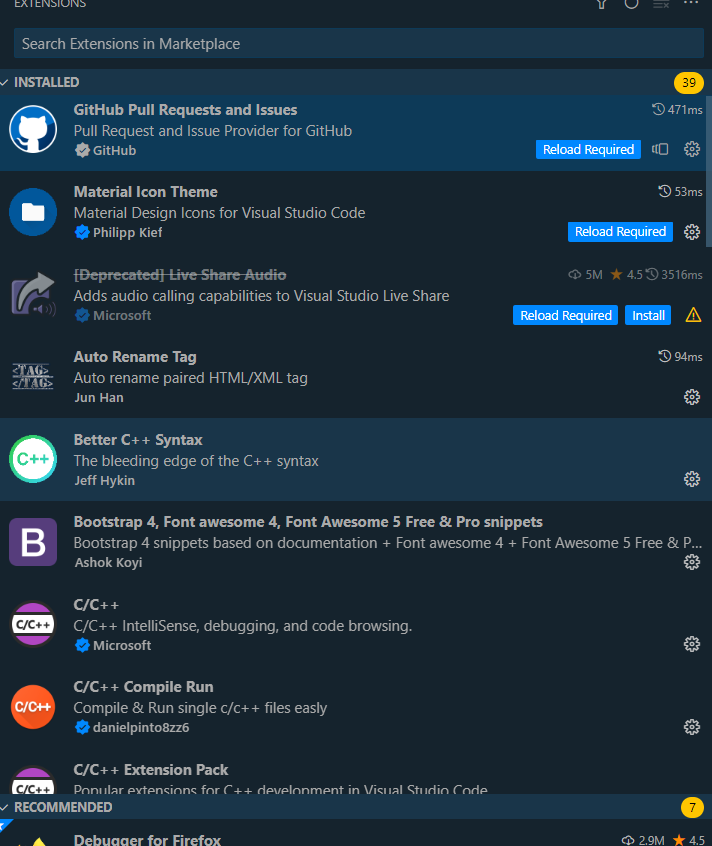 EXTENSIONS
Search Extensions in Marketplace
INSTALLED 39
GitHub Pull Requests and Issues 471ms
Pull Request and Issue Provider for GitHub
GitHub Reload Required
Material Icon Theme 53ms
Material Design Icons for Visual Studio Code
Philipp Kief Reload Required
[Deprecated] Live Share Audio 5M 4.5 3516ms
Adds audio calling capabilities to Visual Studio Live Share
Microsoft Reload Required Install
<TAG>
</TAG>
Auto Rename Tag 94ms
Auto rename paired HTML/XML tag
Jun Han
C++
Better C++ Syntax
The bleeding edge of the C++ syntax
Jeff Hykin
B
Bootstrap 4, Font awesome 4, Font Awesome 5 Free & Pro snippets
Bootstrap 4 snippets based on documentation + Font awesome 4 + Font Awesome 5 Free & P...
Ashok Koyi
C/C++
C/C++
C/C++ IntelliSense, debugging, and code browsing.
Microsoft
C/C++
C/C++ Compile Run
Compile & Run single c/c++ files easly
danielpinto8zz6
C/C++
C/C++ Extension Pack
Popular extensions for C++ development in Visual Studio Code
RECOMMENDED 7
Debugger for Firefox 2.9M 4.5